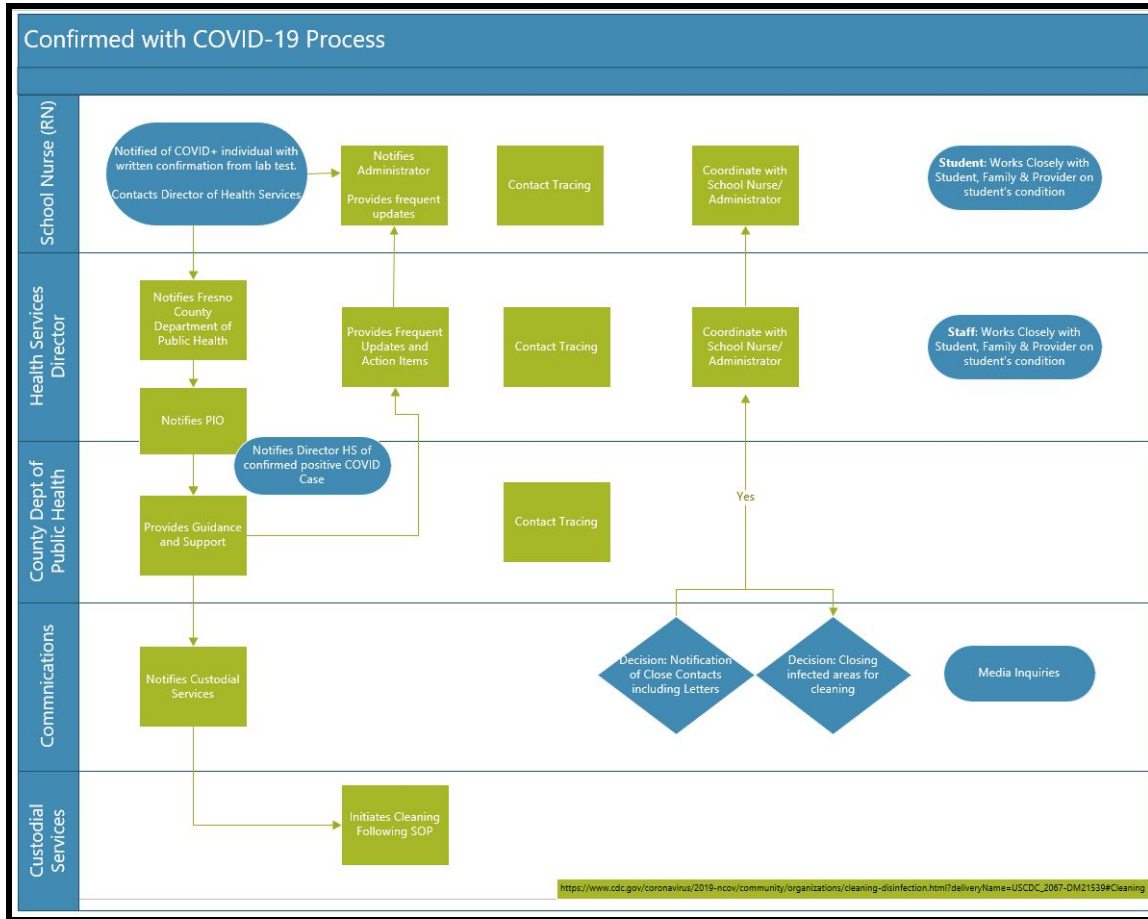 Confirmed with COVID-19 Process
School Nurse (RN)
Notified of COVID+ individual with
written confirmation from lab test.
Contacts Director of Health Services
Notifies
Administrator
Provides frequent
updates
Contact Tracing
Coordinate with
School Nurse/
Administrator
Student: Works Closely with
Student, Family & Provider on
student's condition
Health Services
Director
Notifies Fresno
County
Department of
Public Health
Notifies PIO
Provides Frequent
Updates and
Action Items
Contact Tracing
Coordinate with
School Nurse/
Administrator
Staff: Works Closely with
Student, Family & Provider on
student's condition
County Dept of
Public Health
Notifies Director HS of
confirmed positive COVID
Case
Provides Guidance
and Support
Contact Tracing
Yes
Commnications
Notifies Custodial
Services
Decision: Notification
of Close Contacts
including Letters
Decision: Closing
infected areas for
cleaning
Media Inquiries
Custodial
Services
Initiates Cleaning
Following SOP
https://www.cdc.gov/coronavirus/2019-ncov/community/organizations/cleaning-disinfection.html?deliveryName=USCDC_2067-DM21539#Cleaning